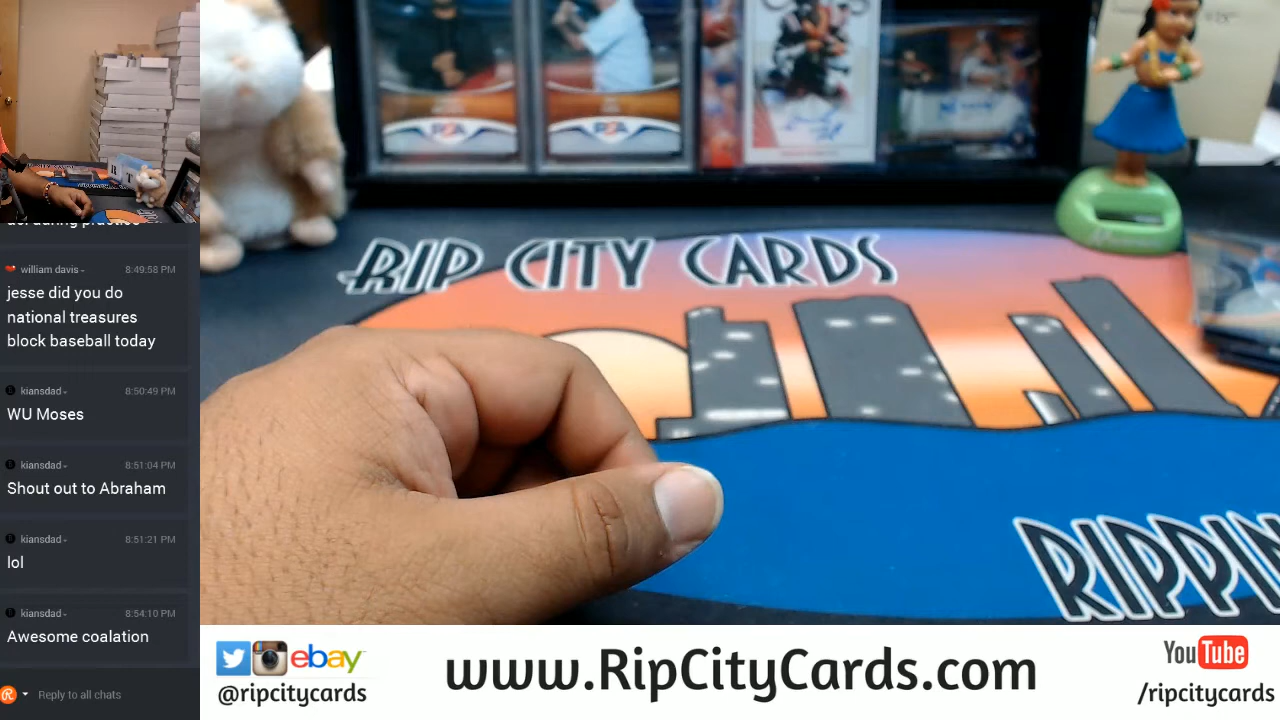 RIP CITY CARDS
RIPPIN
william davis
8:49:58 PM
jesse did you do
national treasures
block baseball today
kiansdad
8:50:49 PM
WU Moses
kiansdad
8:51:04 PM
Shout out to Abraham
kiansdad
8:51:21 PM
lol
kiansdad
8:54:10 PM
Awesome coalation
Reply to all chats
ebay
@ripcitycards
www.RipCityCards.com
YouTube
/ripcitycards